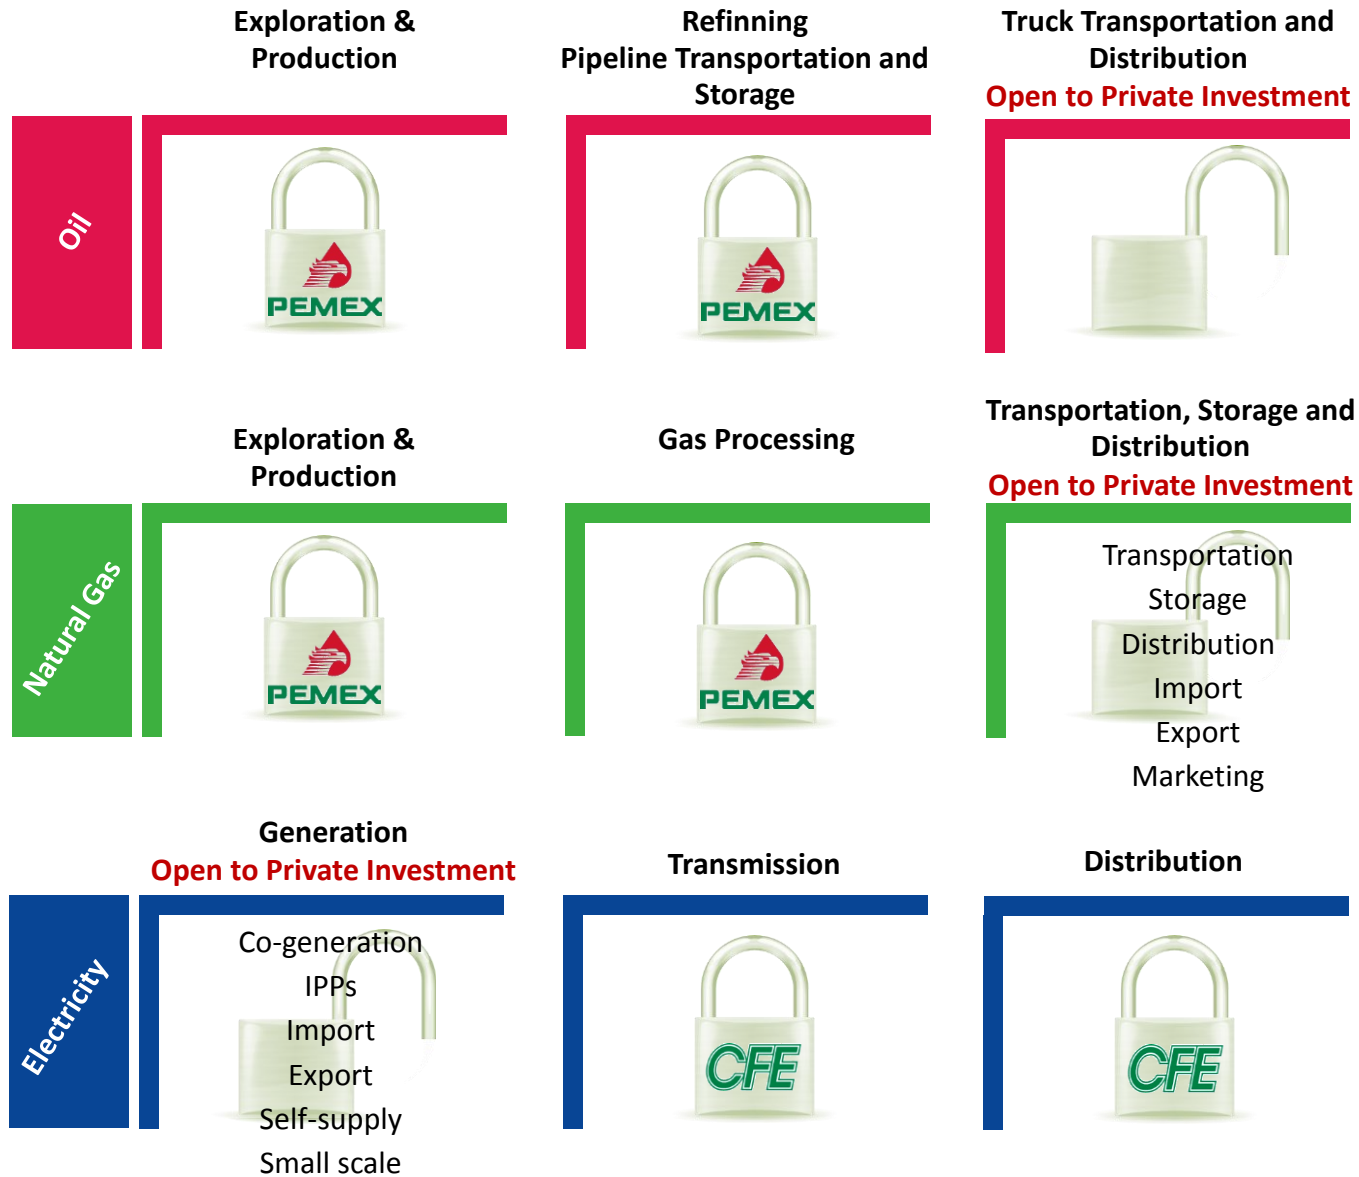 Exploration &
Production
Refinning
Pipeline Transportation and
Storage
Truck Transportation and
Distribution
Open to Private Investment
Oil
PEMEX
PEMEX
Exploration &
Production
Gas Processing
Transportation, Storage and
Distribution
Open to Private Investment
Natural Gas
PEMEX
PEMEX
Transportation
Storage
Distribution
Import
Export
Marketing
Generation
Open to Private Investment
Transmission
Distribution
Electricity
Co-generation
IPPs
Import
Export
Self-supply
Small scale
CFE
CFE